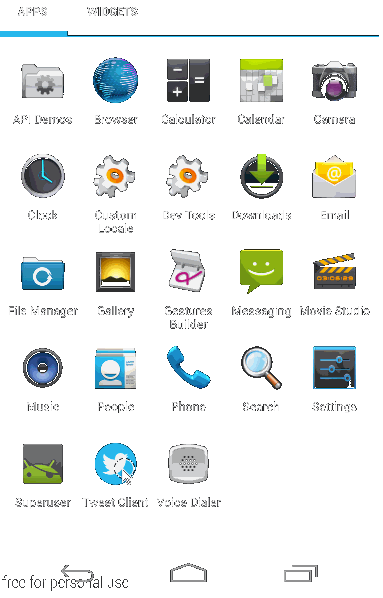 APPS WIDGETS
API Demos Browser Calculator Calendar Camera
Clock Custom Locale Dev Tools Downloads Email
File Manager Gallery Gestures Builder Messaging Movie Studio
Music People Phone Search Settings
Superuser Tweet Client Voice Dialer
free for personal use